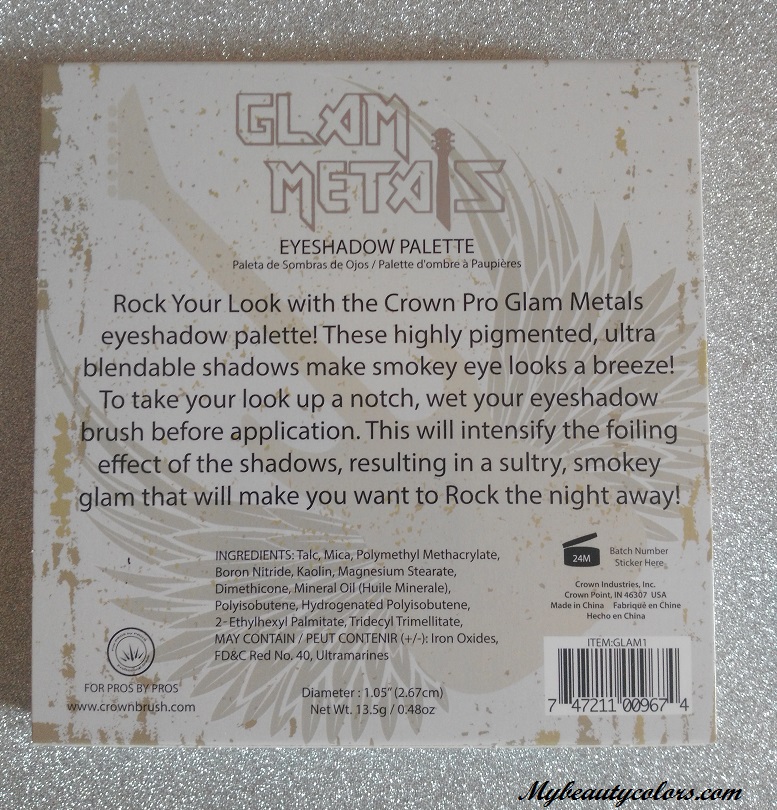 GLAM
METALS
EYESHADOW PALETTE
Paleta de Sombras de Ojos / Palette d'ombre à Paupières
Rock Your Look with the Crown Pro Glam Metals
eyeshadow palette! These highly pigmented, ultra
blendable shadows make smokey eye looks a breeze!
To take your look up a notch, wet your eyeshadow
brush before application. This will intensify the foiling
effect of the shadows, resulting in a sultry, smokey
glam that will make you want to Rock the night away!
INGREDIENTS: Talc, Mica, Polymethyl Methacrylate,
Boron Nitride, Kaolin, Magnesium Stearate,
Dimethicone, Mineral Oil (Huile Minerale),
Polyisobutene, Hydrogenated Polyisobutene,
2- Ethylhexyl Palmitate, Tridecyl Trimellitate,
MAY CONTAIN / PEUT CONTENIR (+/-): Iron Oxides,
FD&C Red No. 40, Ultramarines
Diameter : 1.05" (2.67cm)
Net Wt. 13.5g / 0.48oz
FOR PROS BY PROS
www.crownbrush.com
24M
Batch Number
Sticker Here
Crown Industries, Inc.
Crown Point, IN 46307 USA
Made in China Fabriqué en Chine
Hecho en China
ITEM:GLAM1
7 47211 00967 4
Mybeautycolors.com